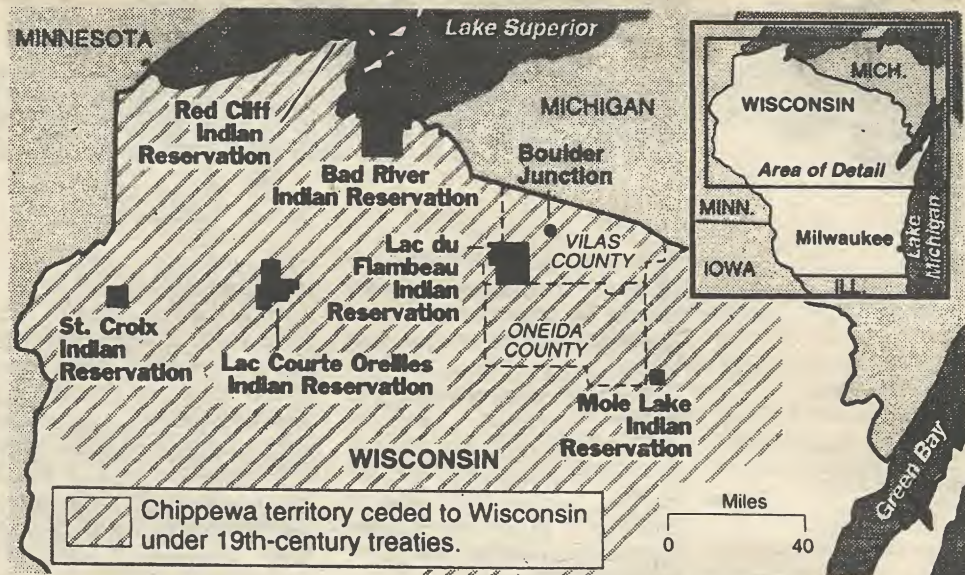 MINNESOTA
Lake Superior
Red Cliff
Indian
Reservation
MICHIGAN
Bad River
Indian Reservation
Boulder
Junction
Lac du
Flambeau
Indian
Reservation
VILAS
COUNTY
ONEIDA
COUNTY
St. Croix
Indian
Reservation
Lac Courte Oreilles
Indian Reservation
Mole Lake
Indian
Reservation
WISCONSIN
Green Bay
Chippewa territory ceded to Wisconsin
under 19th-century treaties.
Miles
0 40
MICH.
WISCONSIN
Area of Detail
MINN.
Milwaukee
Lake
Michigan
IOWA
ILL.